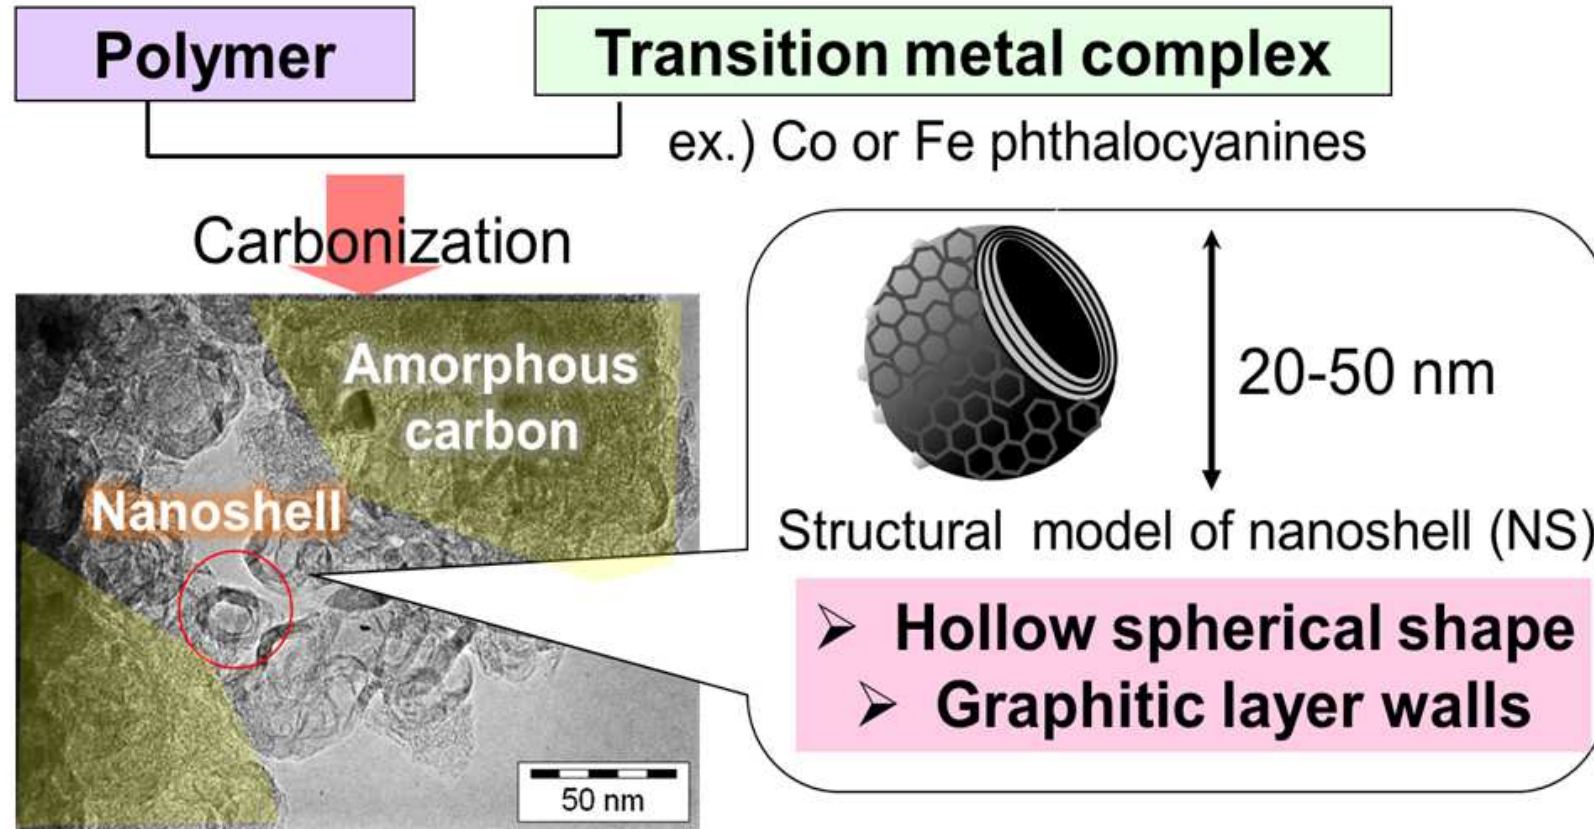 Polymer
Transition metal complex
ex.) Co or Fe phthalocyanines
Carbonization
Amorphous
carbon
Nanoshell
50 nm
20-50 nm
Structural model of nanoshell (NS)
➢ Hollow spherical shape
➢ Graphitic layer walls